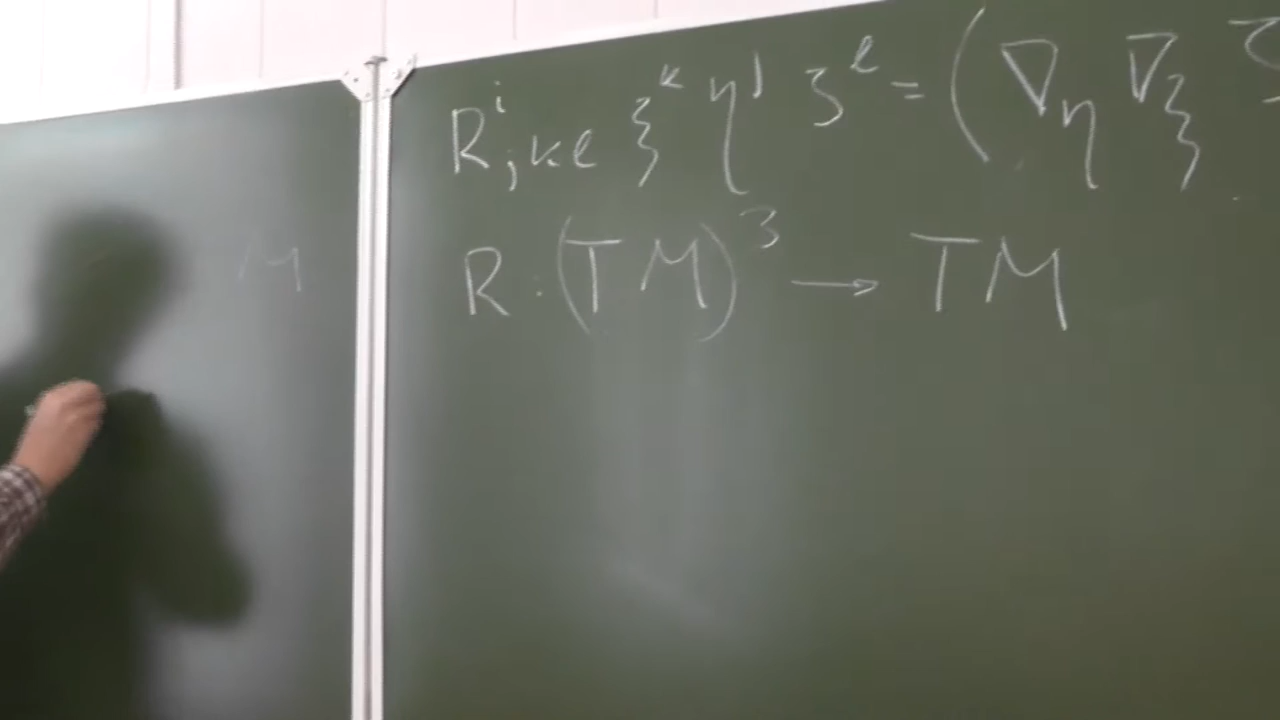 M
R^i_{jkl} ξ^k η^j ζ^l = (∇_η ∇_ξ ζ
R : (TM)^3 → TM